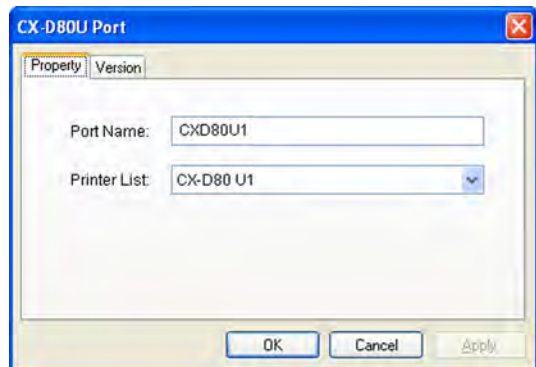 CX-D80U Port
Property Version
Port Name: CXD80U1
Printer List: CX-D80 U1
OK Cancel Apply